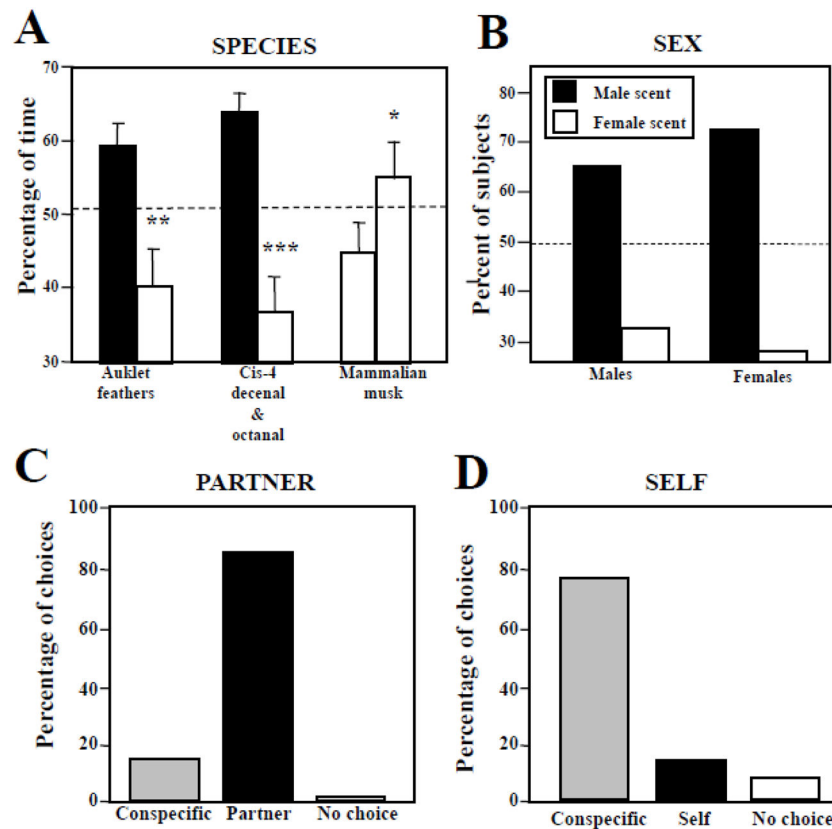 A
SPECIES
Percentage of time
70
60
50
40
30
**
***
*
Auklet
feathers
Cis-4
decenal
&
octanal
Mammalian
musk
B
SEX
Percent of subjects
80
70
60
50
40
30
Male scent
Female scent
Males
Females
C
PARTNER
Percentage of choices
100
80
60
40
20
0
Conspecific
Partner
No choice
D
SELF
Percentage of choices
100
80
60
40
20
0
Conspecific
Self
No choice